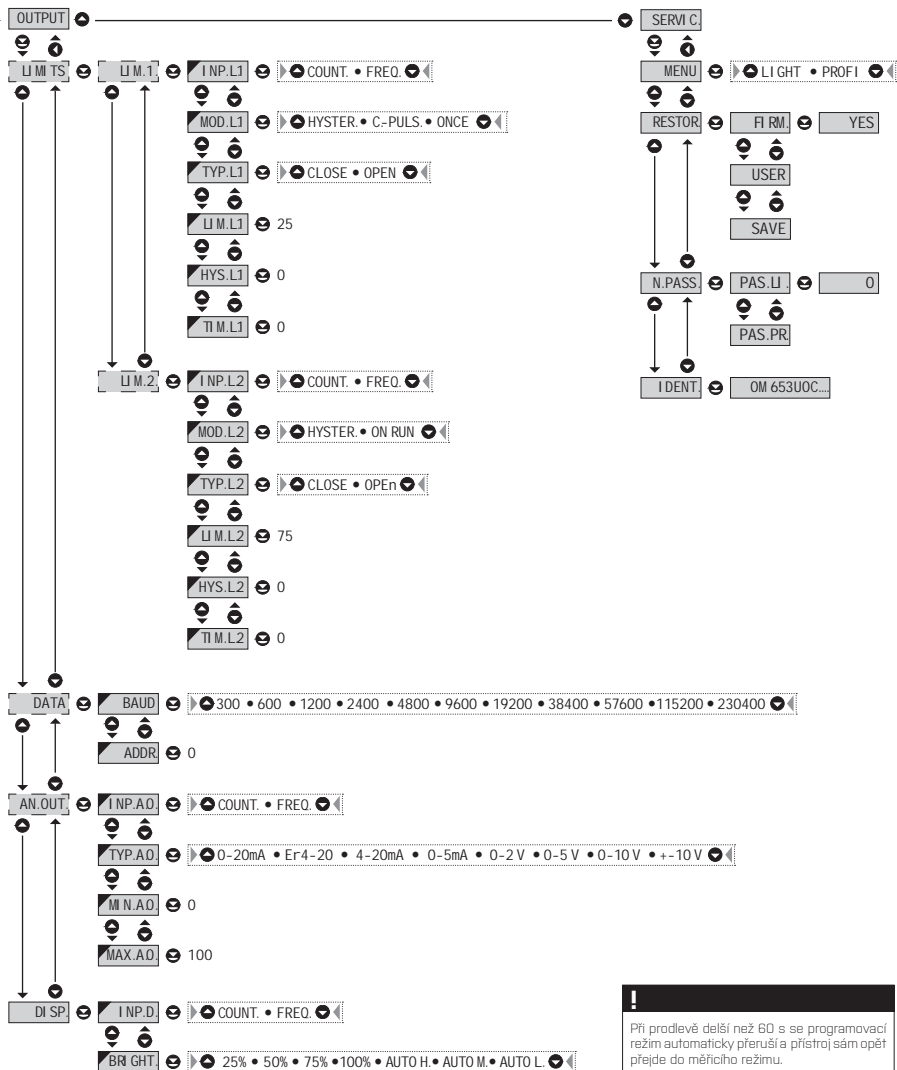 OUTPUT
SERVIC.
LIMITS LIM.1. INP.L1 COUNT. • FREQ.
MENU LIGHT • PROFI
MOD.L1 HYSTER. • C-PULS. • ONCE
RESTOR. FIRM. YES
TYP.L1 CLOSE • OPEN
USER
LIM.L1 25
SAVE
HYS.L1 0
N.PASS. PAS.LI. 0
TIM.L1 0
PAS.PR.
LIM.2. INP.L2 COUNT. • FREQ.
IDENT. OM 653UOC....
MOD.L2 HYSTER. • ON RUN
TYP.L2 CLOSE • OPEn
LIM.L2 75
HYS.L2 0
TIM.L2 0
DATA BAUD 300 • 600 • 1200 • 2400 • 4800 • 9600 • 19200 • 38400 • 57600 • 115200 • 230400
ADDR. 0
AN.OUT. INP.A.O. COUNT. • FREQ.
TYP.A.O. 0-20mA • Er4-20 • 4-20mA • 0-5mA • 0-2 V • 0-5 V • 0-10 V • +-10 V
MIN.A.O. 0
MAX.A.O. 100
DISP. INP.D. COUNT. • FREQ.
BRIGHT. 25% • 50% • 75% • 100% • AUTO H. • AUTO M. • AUTO L.
!
Při prodlevě delší než 60 s se programovací
režim automaticky přeruší a přístroj sám opět
přejde do měřicího režimu.